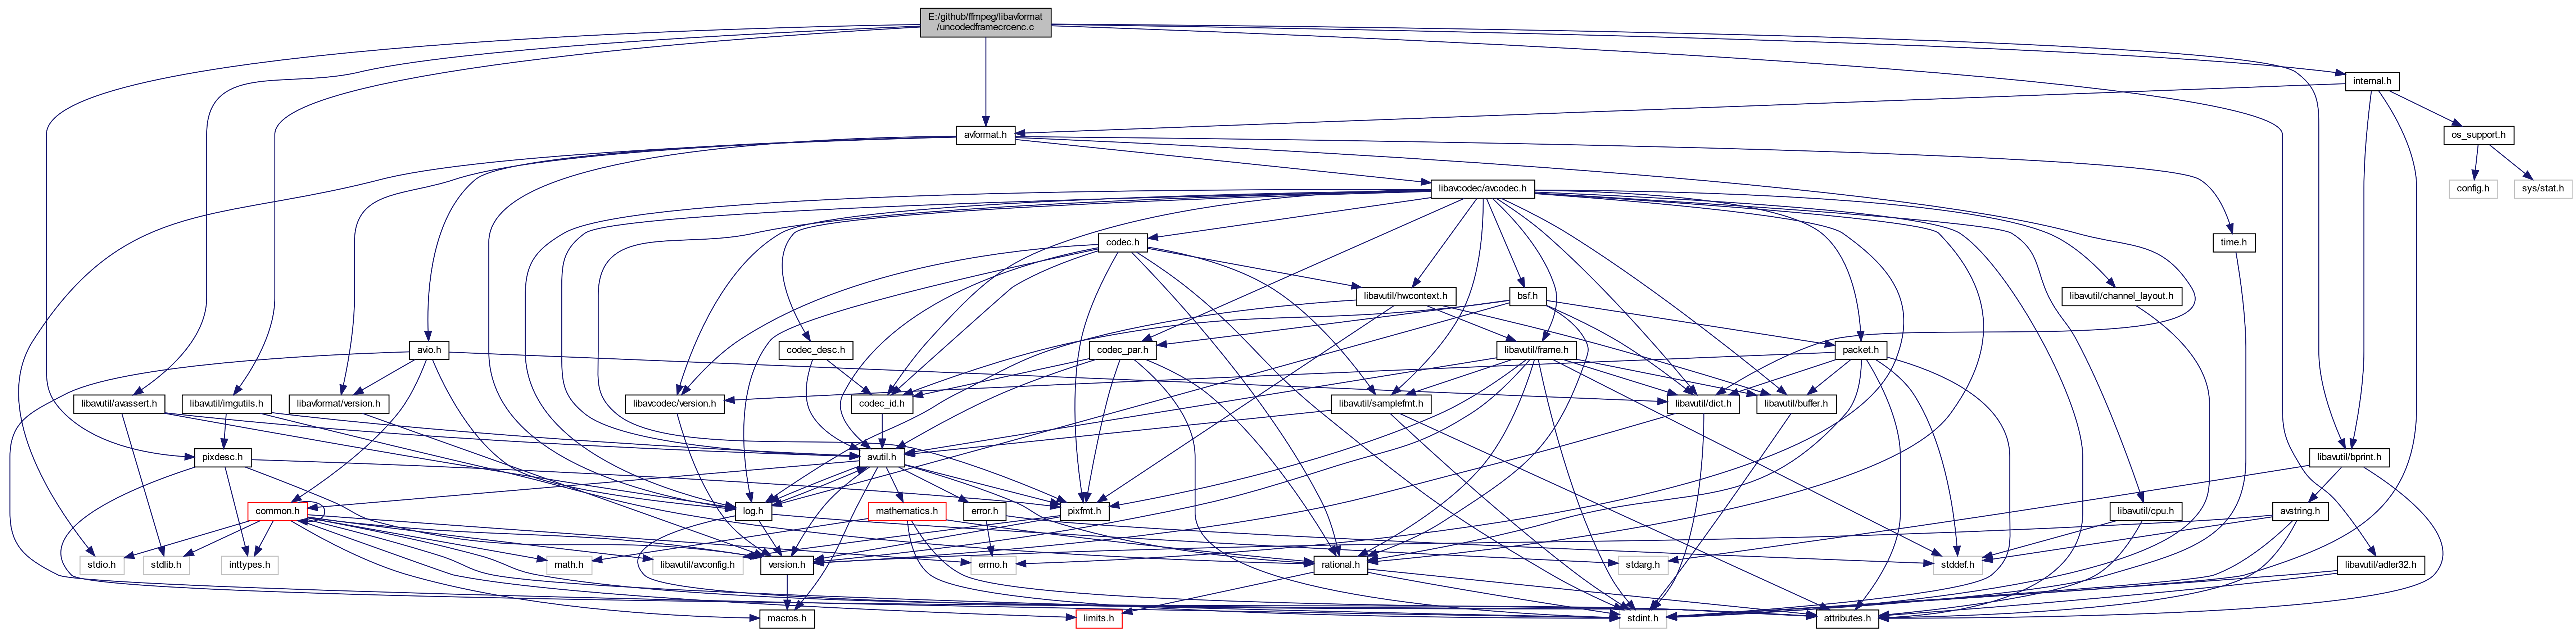 E:/github/ffmpeg/libavformat
/uncodedframecrcenc.c
internal.h
avformat.h
os_support.h
libavcodec/avcodec.h
config.h
sys/stat.h
codec.h
time.h
libavutil/hwcontext.h
bsf.h
libavutil/channel_layout.h
avio.h
codec_desc.h
codec_par.h
libavutil/frame.h
packet.h
libavutil/avassert.h
libavutil/imgutils.h
libavformat/version.h
libavcodec/version.h
codec_id.h
libavutil/samplefmt.h
libavutil/dict.h
libavutil/buffer.h
pixdesc.h
avutil.h
libavutil/bprint.h
common.h
log.h
mathematics.h
error.h
pixfmt.h
libavutil/cpu.h
avstring.h
stdio.h
stdlib.h
inttypes.h
math.h
libavutil/avconfig.h
version.h
errno.h
rational.h
stdarg.h
stddef.h
libavutil/adler32.h
macros.h
limits.h
stdint.h
attributes.h